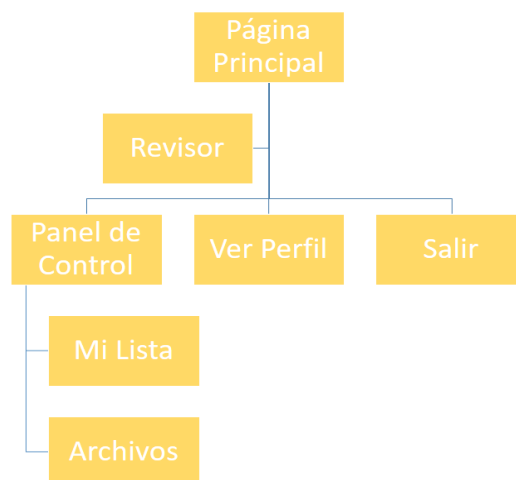 Página
Principal
Revisor
Panel de
Control
Ver Perfil
Salir
Mi Lista
Archivos